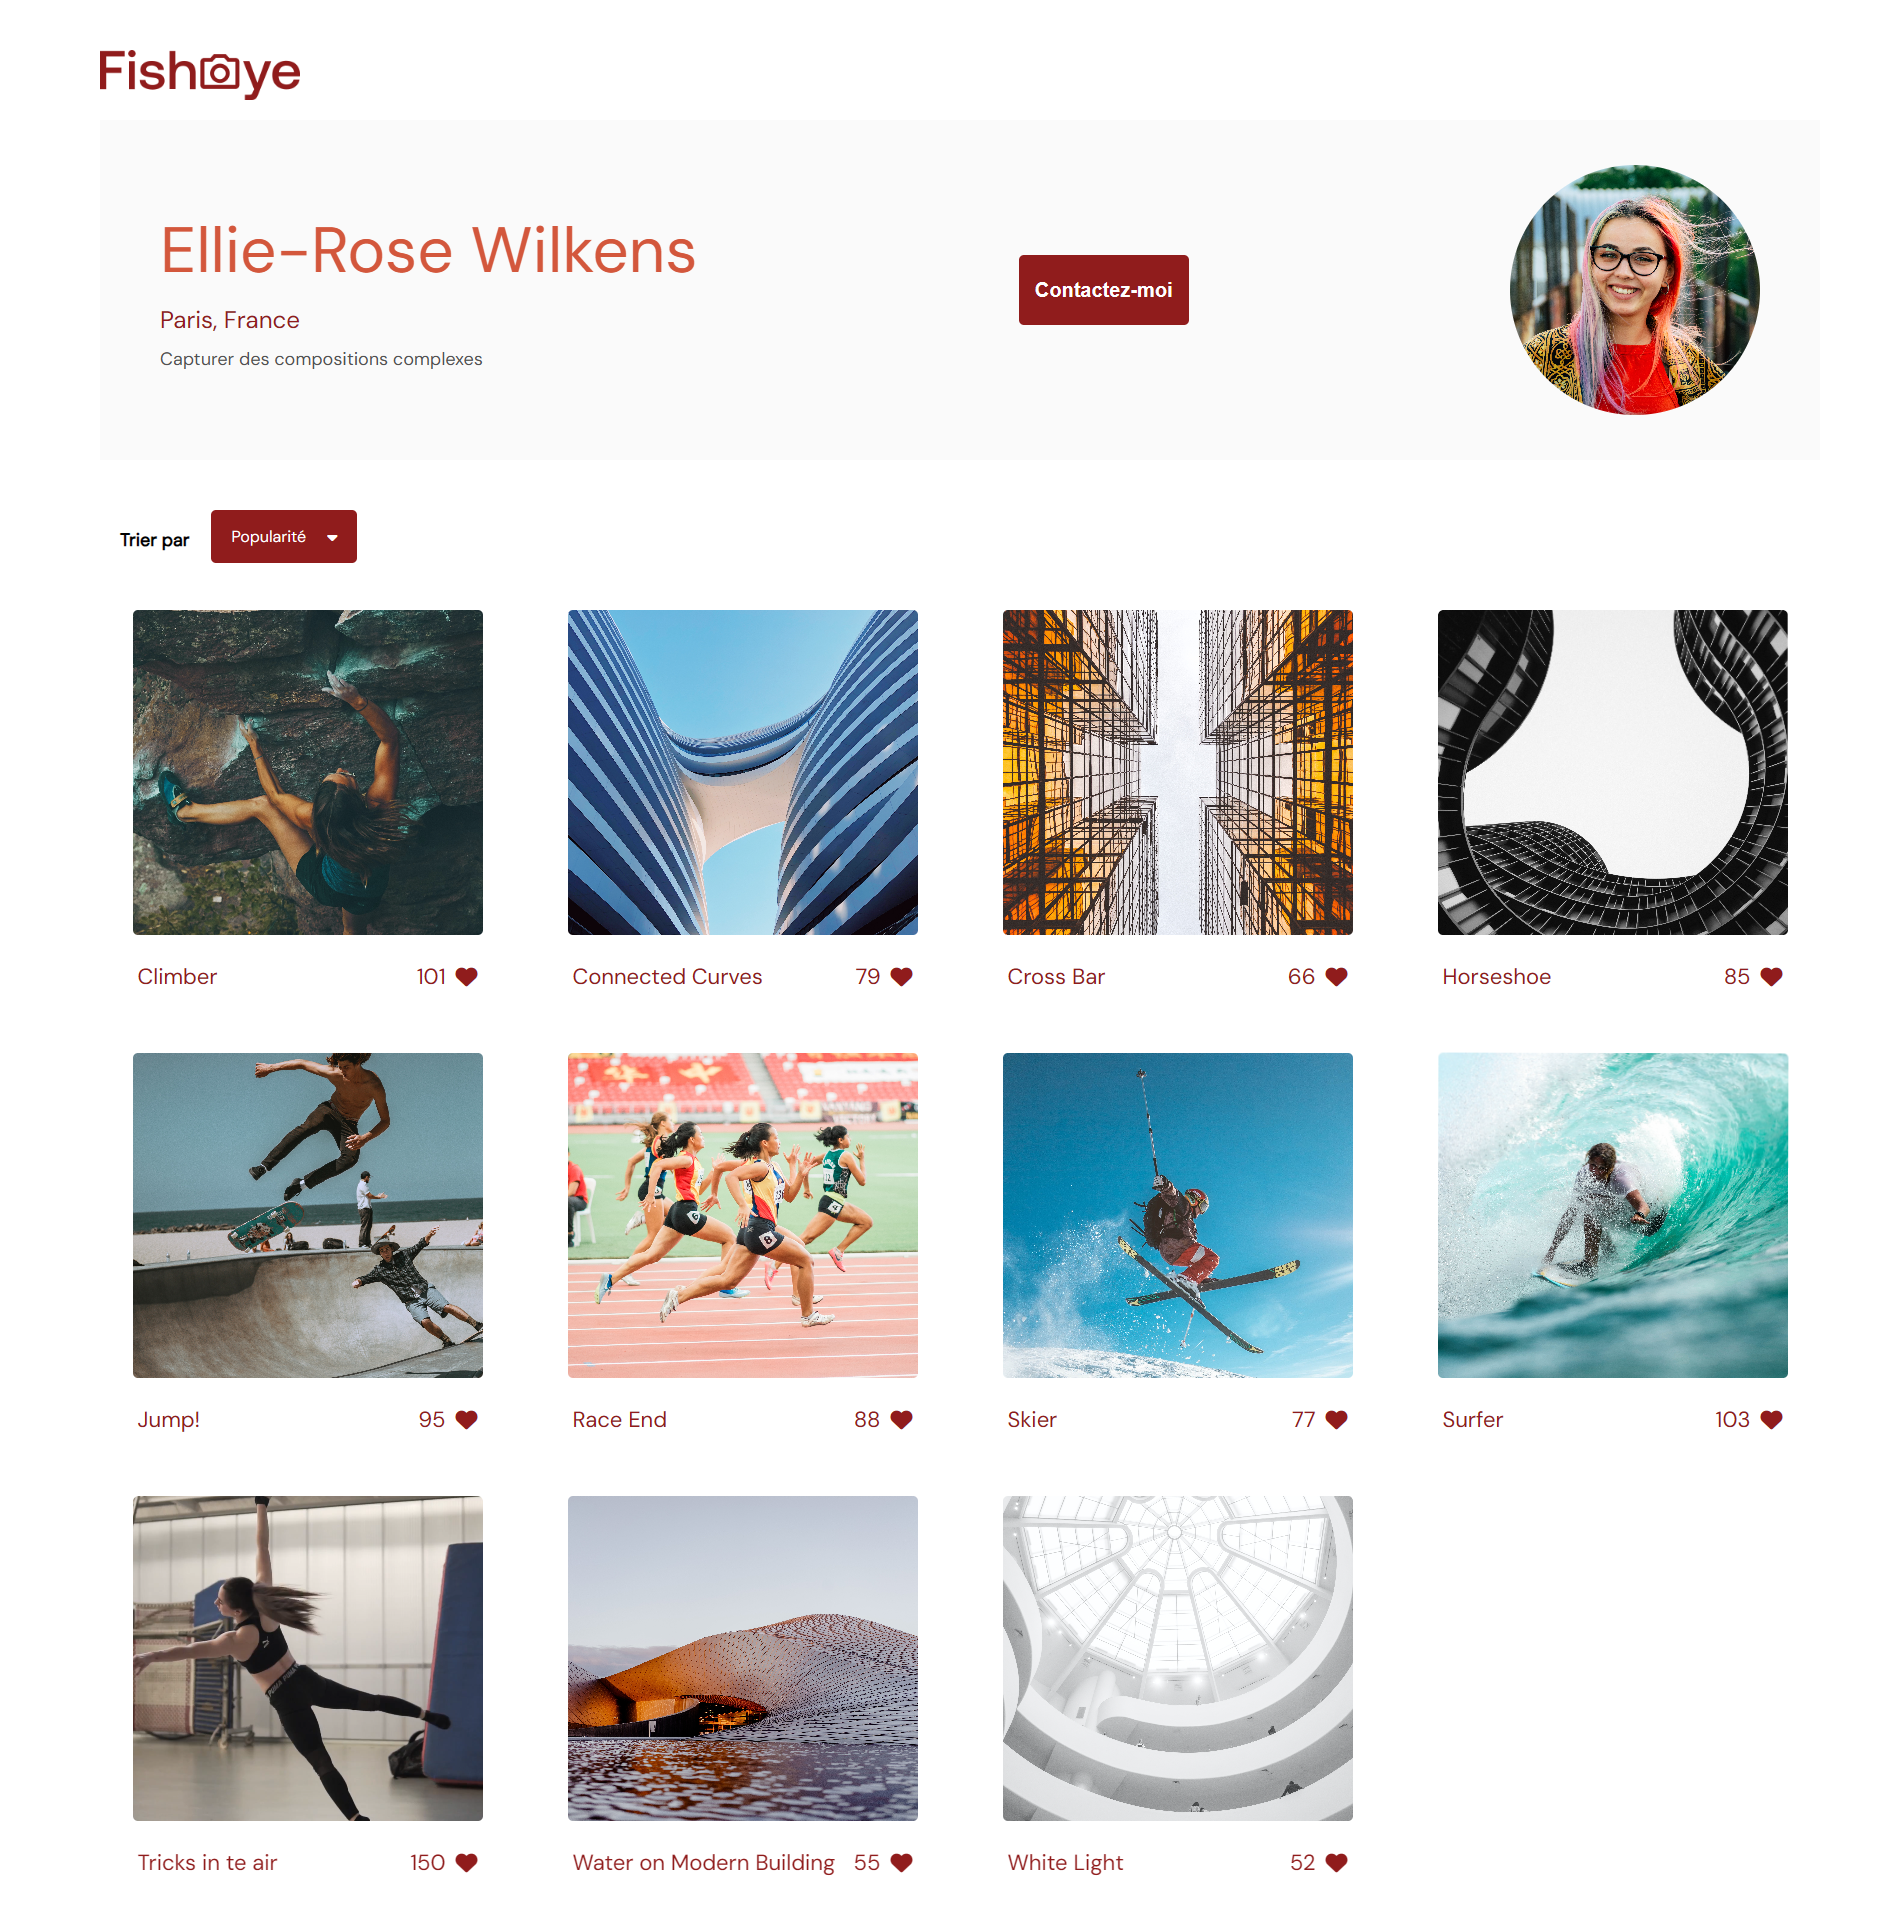 Fisheye
Ellie-Rose Wilkens
Paris, France
Capturer des compositions complexes
Contactez-moi
Trier par
Popularité
Climber 101
Connected Curves 79
Cross Bar 66
Horseshoe 85
Jump! 95
Race End 88
Skier 77
Surfer 103
Tricks in te air 150
Water on Modern Building 55
White Light 52